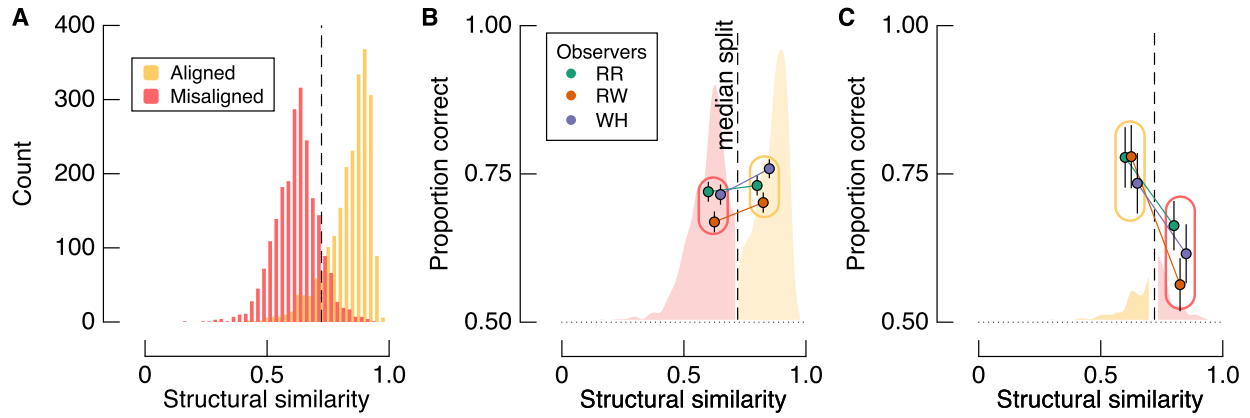 A
400
300
200
100
0
Count
Aligned
Misaligned
0
0.5
1.0
Structural similarity
B
1.00
0.75
0.50
Proportion correct
Observers
RR
RW
WH
median split
0
0.5
1.0
Structural similarity
C
1.00
0.75
0.50
Proportion correct
0
0.5
1.0
Structural similarity